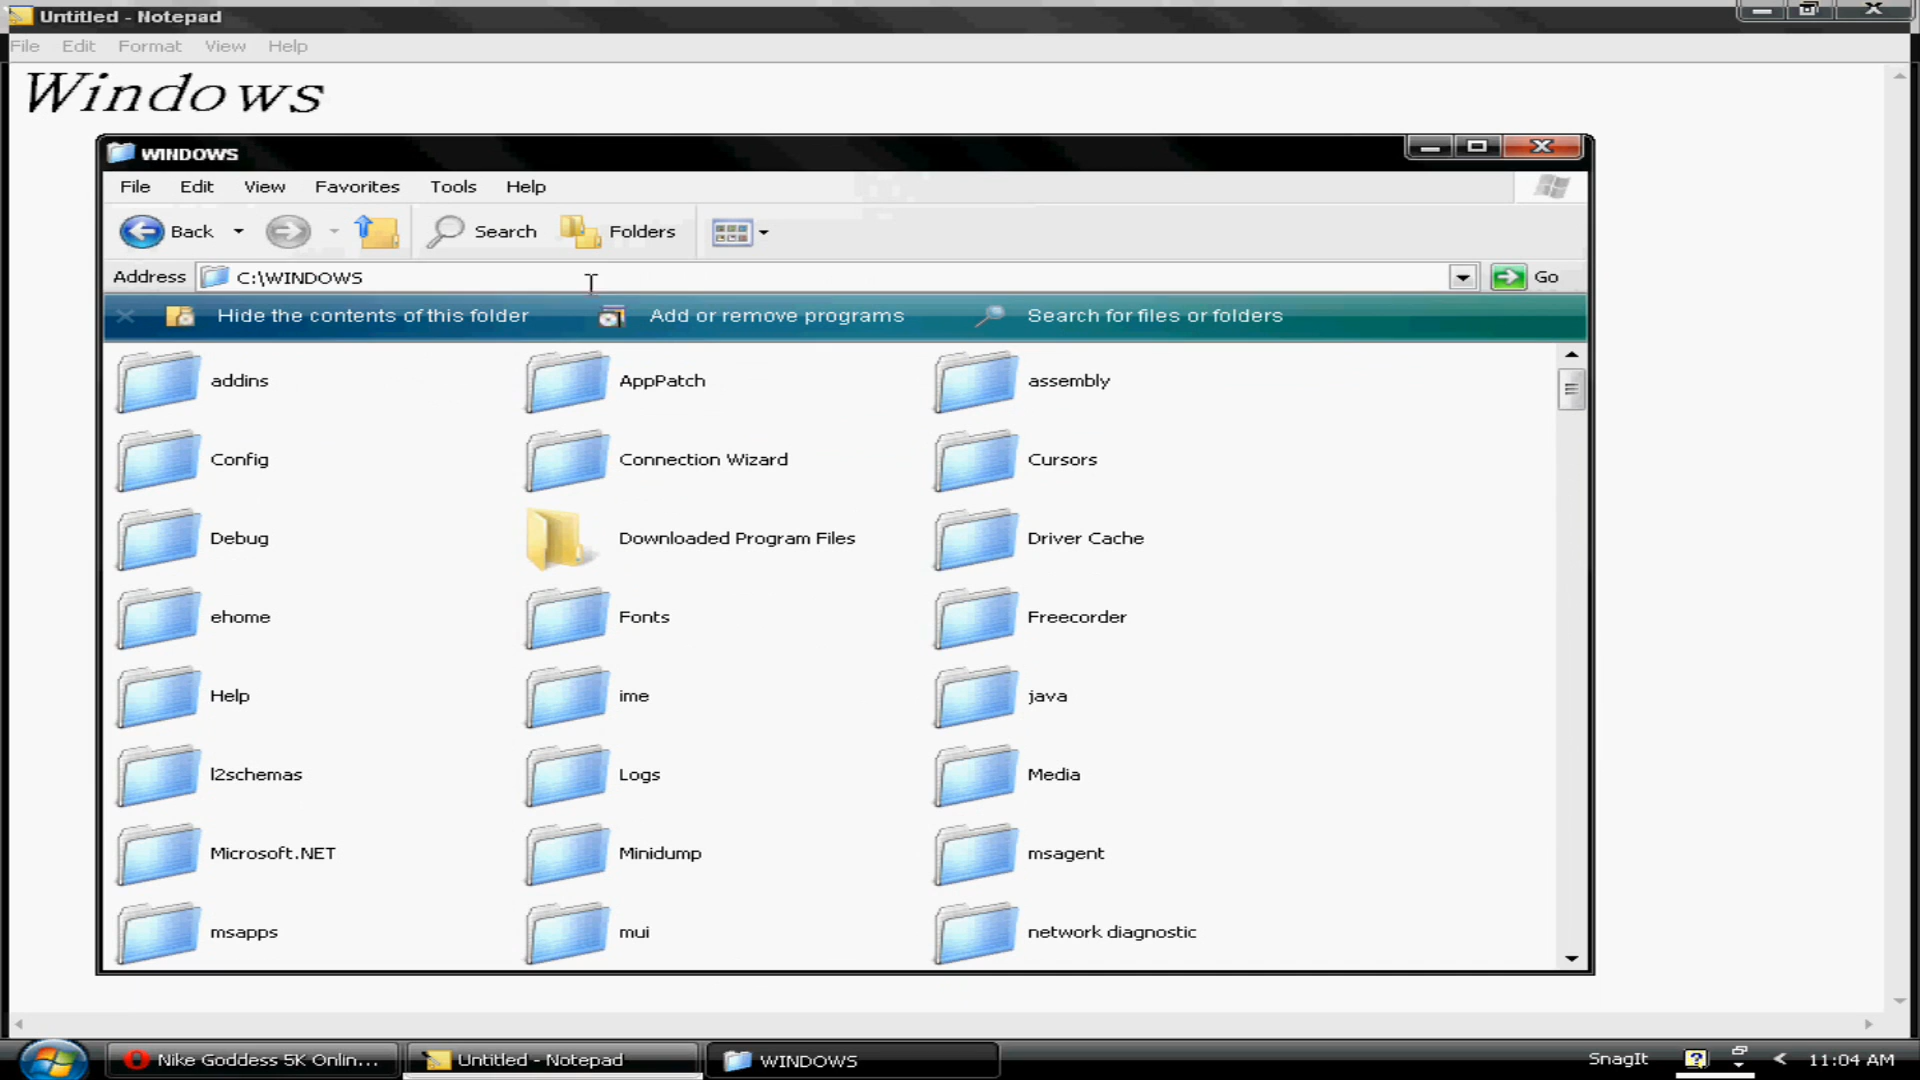 Untitled - Notepad
File Edit Format View Help
Windows
WINDOWS
File Edit View Favorites Tools Help
Back Search Folders
Address C:\WINDOWS Go
Hide the contents of this folder Add or remove programs Search for files or folders
addins AppPatch assembly
Config Connection Wizard Cursors
Debug Downloaded Program Files Driver Cache
ehome Fonts Freecorder
Help ime java
l2schemas Logs Media
Microsoft.NET Minidump msagent
msapps mui network diagnostic
Nike Goddess 5K Onlin... Untitled - Notepad WINDOWS SnagIt 11:04 AM